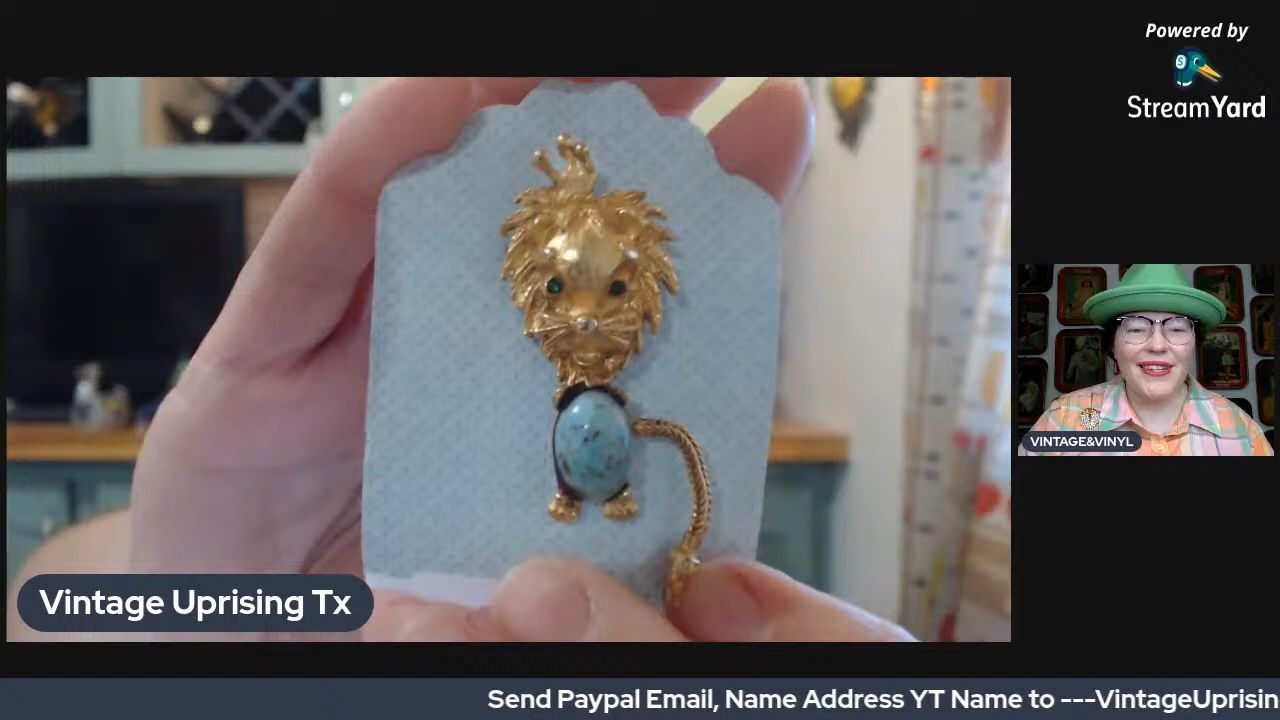 Powered by
StreamYard
VINTAGE&VINYL
Vintage Uprising Tx
Send Paypal Email, Name Address YT Name to ---VintageUprisin